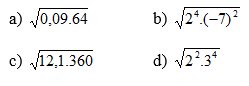 a) √0,09.64 b) √2⁴.(−7)²
c) √12,1.360 d) √2².3⁴